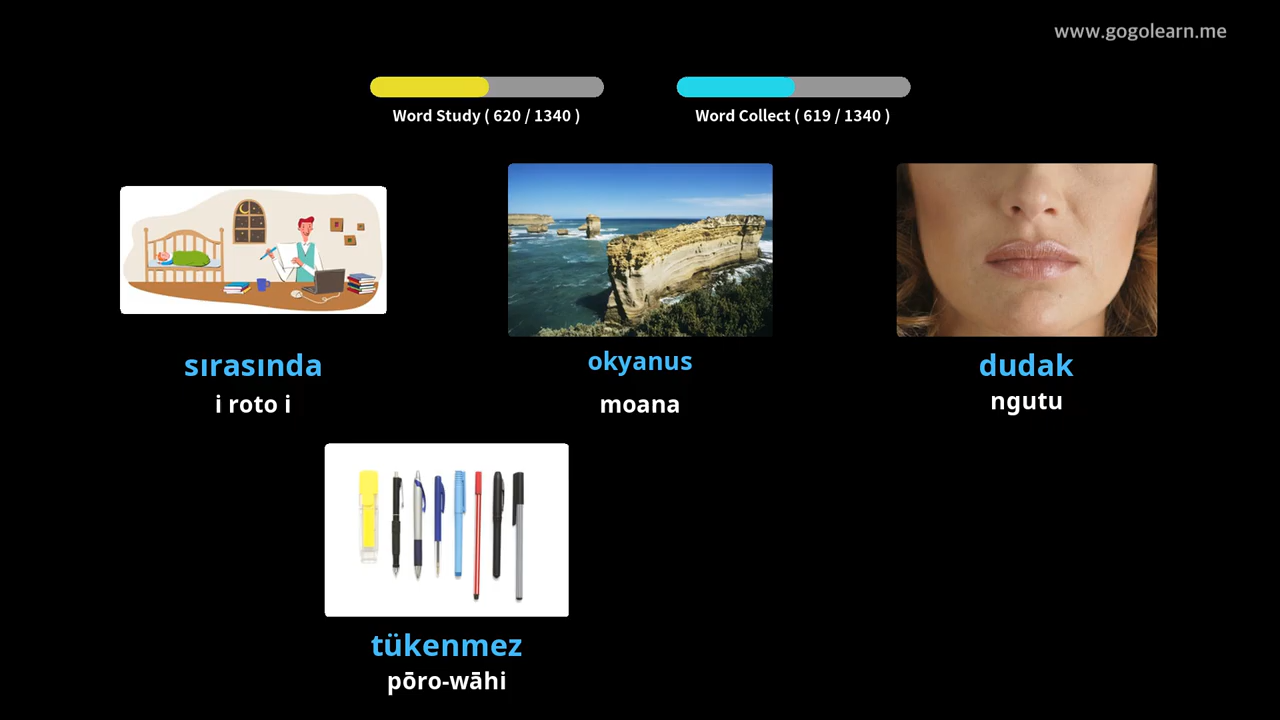 www.gogolearn.me
Word Study ( 620 / 1340 )
Word Collect ( 619 / 1340 )
sırasında
i roto i
okyanus
moana
dudak
ngutu
tükenmez
pōro-wāhi